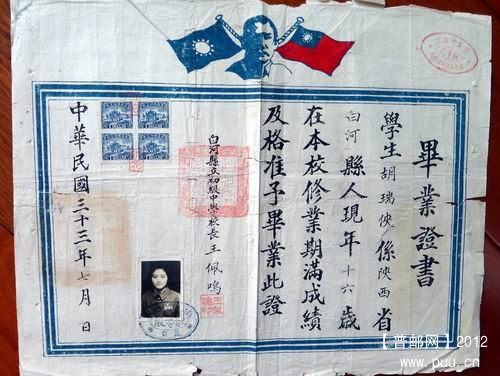 畢業證書
學生胡瑞俠係陝西省
白河縣人現年十六歲
在本校修業期滿成績
及格准予畢業此證
白河縣立初級中學校長王佩鳴
中華民國三十三年七月 日
【普邮网】2012
www.puu.cn